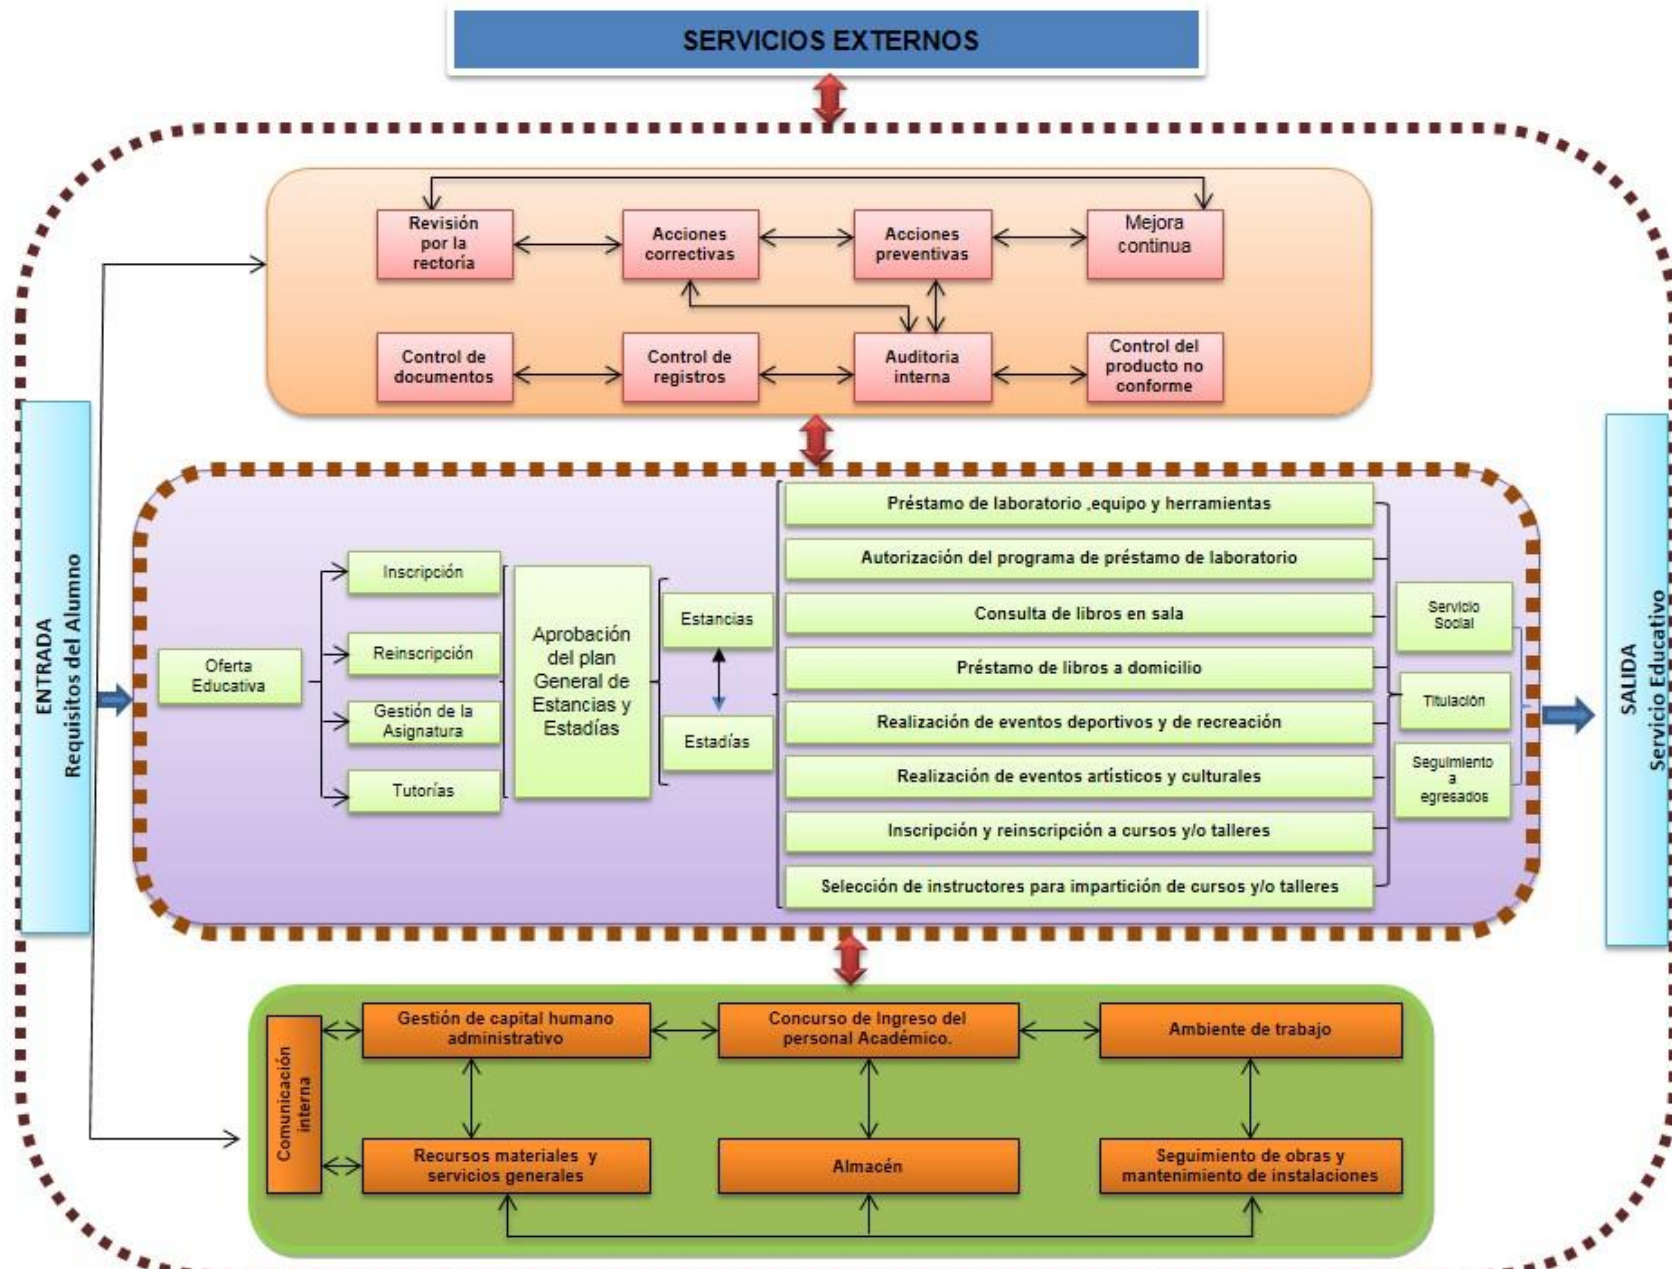 SERVICIOS EXTERNOS
Revisión
por la
rectoría
Acciones
correctivas
Acciones
preventivas
Mejora
continua
Control de
documentos
Control de
registros
Auditoria
interna
Control del
producto no
conforme
ENTRADA
Requisitos del Alumno
Oferta
Educativa
Inscripción
Reinscripción
Gestión de la
Asignatura
Tutorías
Aprobación
del plan
General de
Estancias y
Estadías
Estancias
Estadías
Préstamo de laboratorio ,equipo y herramientas
Autorización del programa de préstamo de laboratorio
Consulta de libros en sala
Préstamo de libros a domicilio
Realización de eventos deportivos y de recreación
Realización de eventos artísticos y culturales
Inscripción y reinscripción a cursos y/o talleres
Selección de instructores para impartición de cursos y/o talleres
Servicio
Social
Titulación
Seguimiento
a
egresados
SALIDA
Servicio Educativo
Comunicación
interna
Gestión de capital humano
administrativo
Concurso de Ingreso del
personal Académico.
Ambiente de trabajo
Recursos materiales y
servicios generales
Almacén
Seguimiento de obras y
mantenimiento de instalaciones